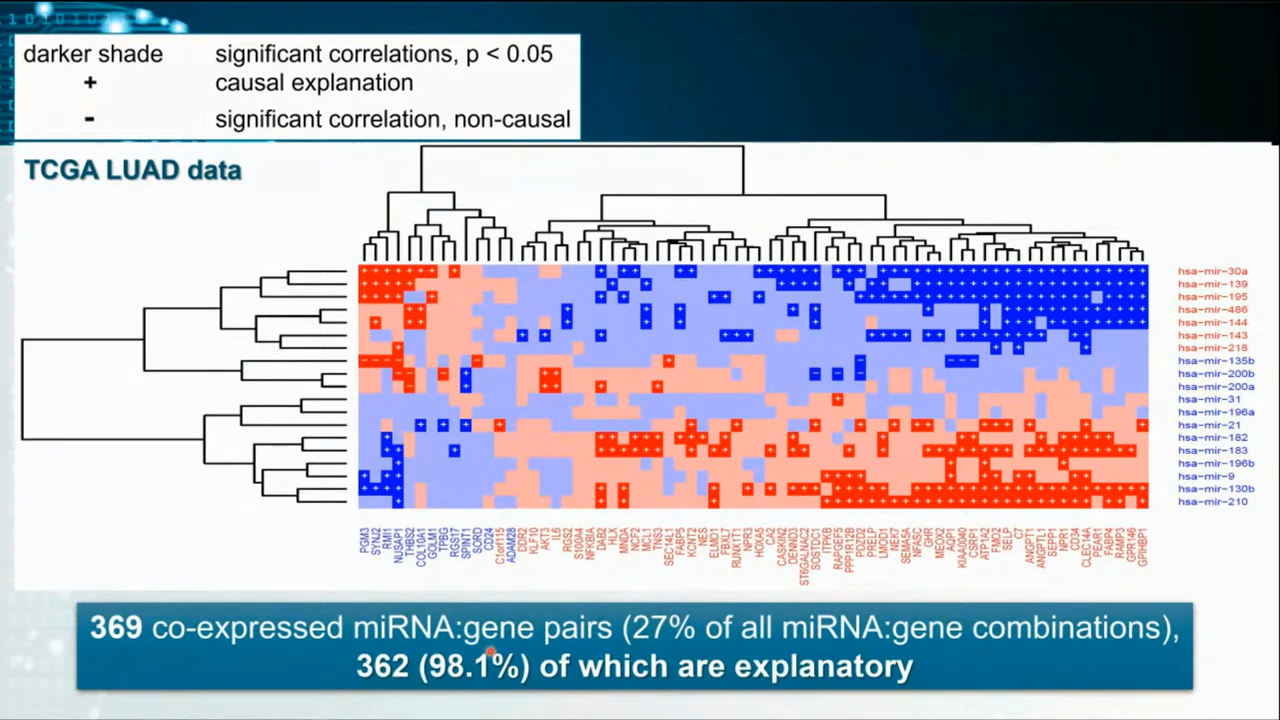 darker shade significant correlations, p < 0.05
+ causal explanation
- significant correlation, non-causal
TCGA LUAD data
hsa-mir-30a
hsa-mir-139
hsa-mir-195
hsa-mir-486
hsa-mir-144
hsa-mir-143
hsa-mir-218
hsa-mir-135b
hsa-mir-200b
hsa-mir-200a
hsa-mir-31
hsa-mir-196a
hsa-mir-21
hsa-mir-182
hsa-mir-183
hsa-mir-196b
hsa-mir-9
hsa-mir-130b
hsa-mir-210
PGM3
SYN2
RMI1
NUSAP1
THBS2
COL10A1
GOLM1
TPBG
RGS17
SPINT1
SORD
CD24
C1orf115
ADAM28
DDR2
KLF10
AKT3
IL6
RGS2
S100A4
NFKBIA
DAB2
HLX
MNDA
NCF2
MCL1
TNS3
SEC14L1
FABP5
KCNT2
IL33
ELMO1
FBXL7
RUNX1T1
NPR3
HOXA5
CA2
CASKIN2
DENND3
ST6GALNAC2
SOSTDC1
ITPKB
RAPGEF5
PPP1R12B
PDZD2
PRELP
LMOD1
NEK7
SEMA5A
NFASC
GHR
MEOX2
AQP1
KIAA0040
CSRP1
ATP1A2
FMO2
SELP
C7
ANGPT1
ANGPTL1
SEPP1
NPR1
CD34
CLEC14A
PEAR1
FHL1
RAMP3
GPR146
GPIHBP1
369 co-expressed miRNA:gene pairs (27% of all miRNA:gene combinations),
362 (98.1%) of which are explanatory